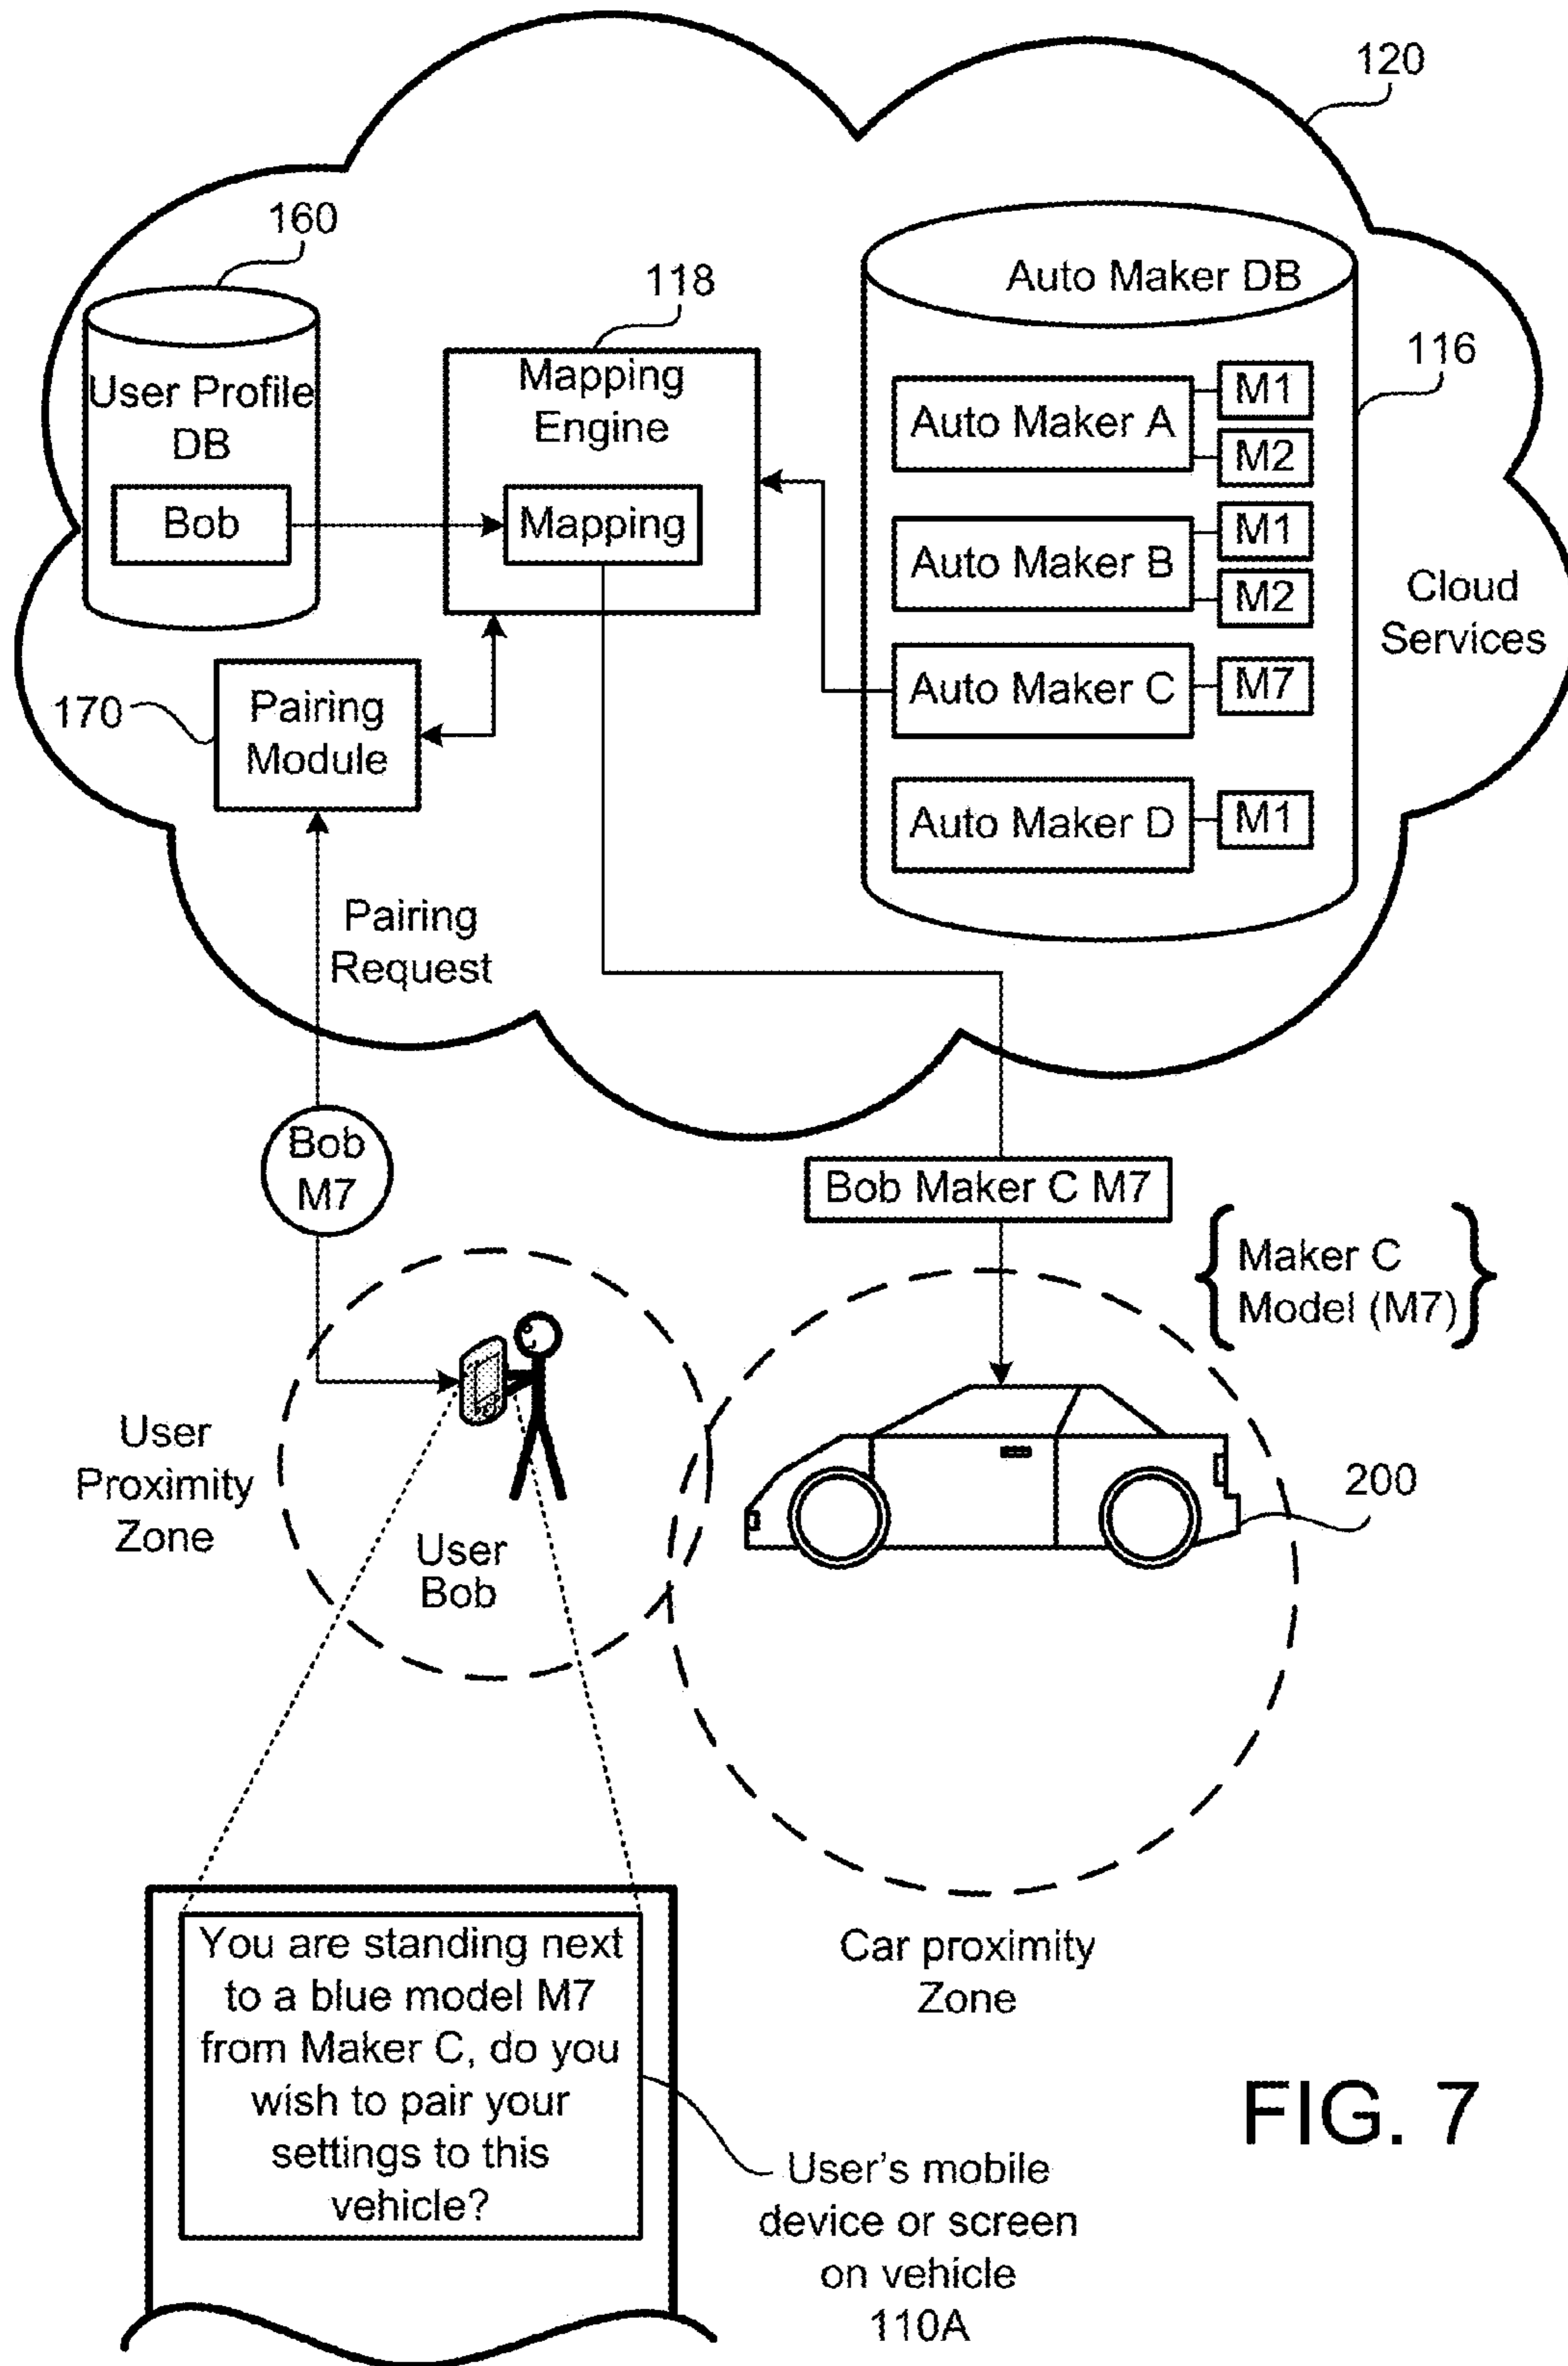 120
160
118
Auto Maker DB
116
User Profile
DB
Bob
Mapping
Engine
Mapping
Auto Maker A
M1
M2
Auto Maker B
M1
M2
Auto Maker C
M7
Auto Maker D
M1
Cloud
Services
170
Pairing
Module
Pairing
Request
Bob
M7
Bob Maker C M7
Maker C
Model (M7)
User
Proximity
Zone
User
Bob
200
Car proximity
Zone
You are standing next
to a blue model M7
from Maker C, do you
wish to pair your
settings to this
vehicle?
User's mobile
device or screen
on vehicle
110A
FIG. 7